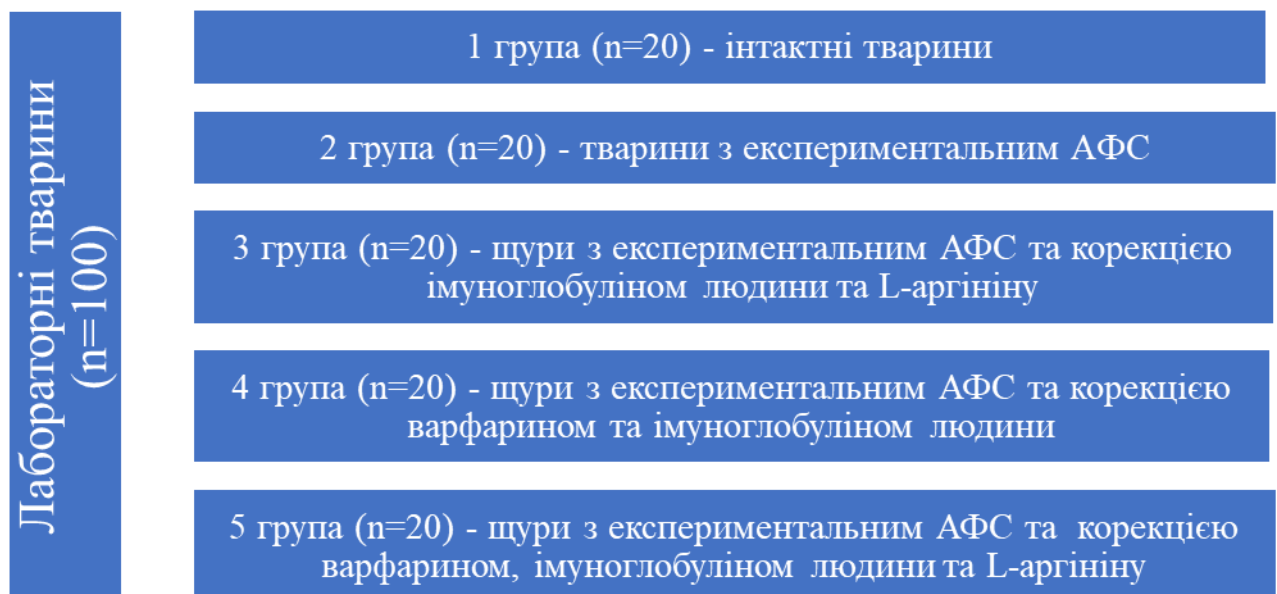 Лабораторні тварини
(n=100)
1 група (n=20) - інтактні тварини
2 група (n=20) - тварини з експериментальним АФС
3 група (n=20) - щури з експериментальним АФС та корекцією
імуноглобуліном людини та L-аргініну
4 група (n=20) - щури з експериментальним АФС та корекцією
варфарином та імуноглобуліном людини
5 група (n=20) - щури з експериментальним АФС та корекцією
варфарином, імуноглобуліном людини та L-аргініну